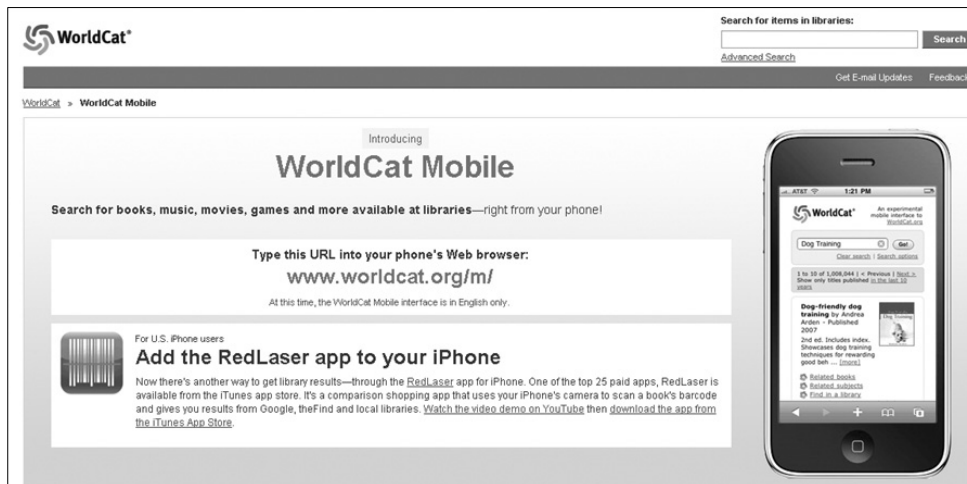 Search for items in libraries:
WorldCat®
Search
Advanced Search
Get E-mail Updates Feedback
WorldCat » WorldCat Mobile
Introducing
WorldCat Mobile
Search for books, music, movies, games and more available at libraries—right from your phone!
Type this URL into your phone's Web browser:
www.worldcat.org/m/
At this time, the WorldCat Mobile interface is in English only.
For U.S. iPhone users
Add the RedLaser app to your iPhone
Now there's another way to get library results—through the RedLaser app for iPhone. One of the top 25 paid apps, RedLaser is
available from the iTunes app store. It's a comparison shopping app that uses your iPhone's camera to scan a book's barcode
and gives you results from Google, theFind and local libraries. Watch the video demo on YouTube then download the app from
the iTunes App Store.
AT&T 1:21 PM
WorldCat®
An experimental
mobile interface to
WorldCat.org
Dog Training Go!
Clear search | Search options
1 to 10 of 1,008,044 | < Previous | Next >
Show only titles published in the last 10
years
Dog-friendly dog
training by Andrea
Arden - Published
2007
2nd ed. Includes index.
Showcases dog training
techniques for rewarding
good beh ... [more]
Dog Training
Related books
Related subjects
Find in a library